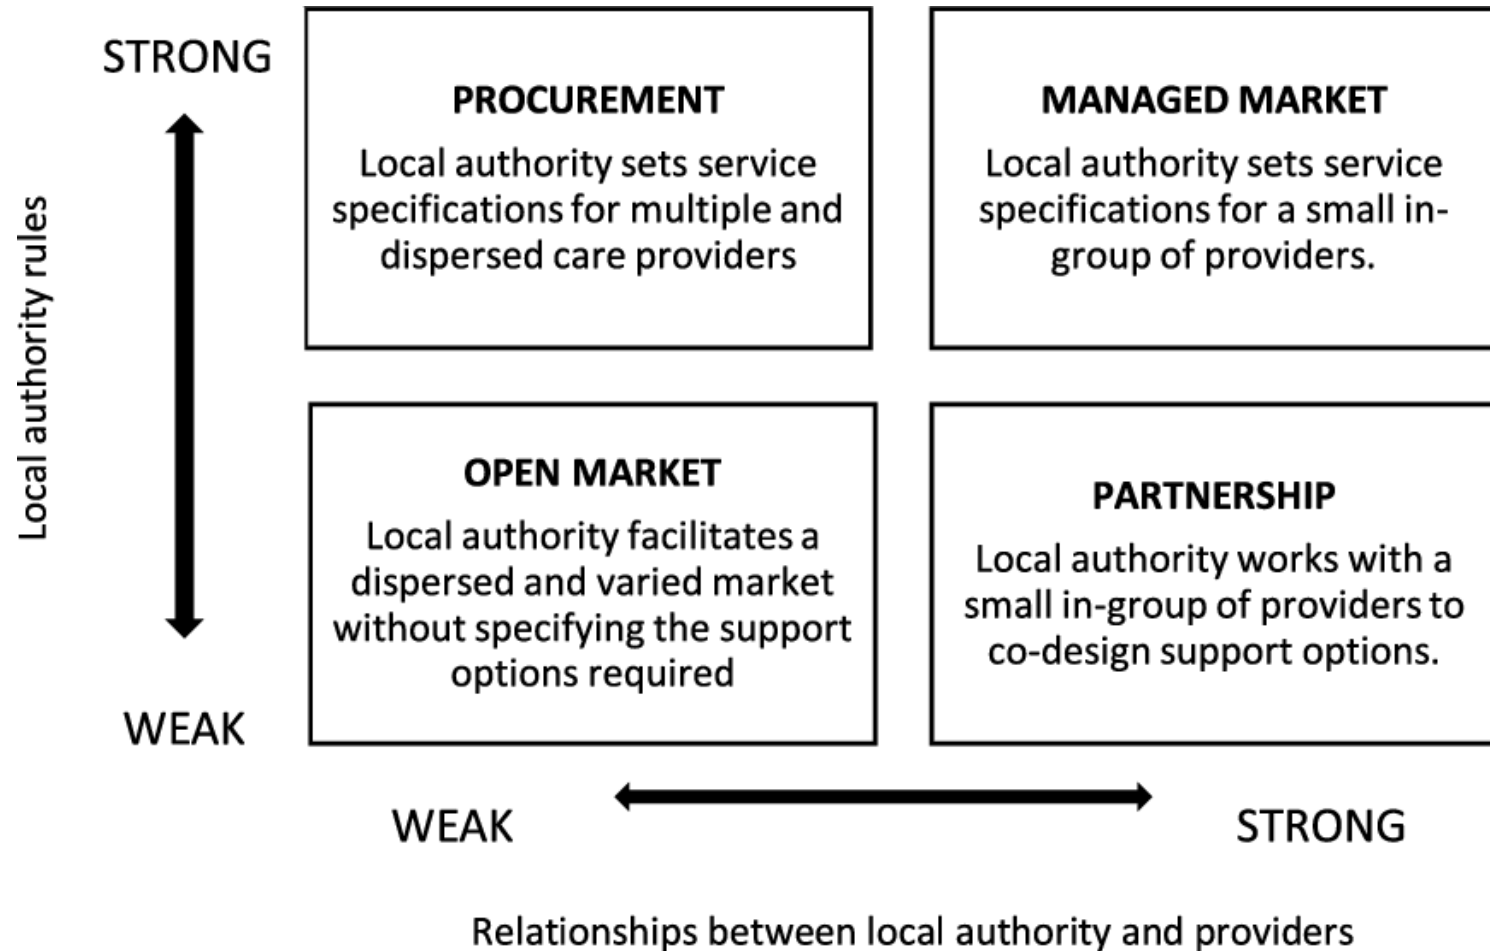 STRONG
PROCUREMENT
Local authority sets service
specifications for multiple and
dispersed care providers
MANAGED MARKET
Local authority sets service
specifications for a small in-
group of providers.
Local authority rules
OPEN MARKET
Local authority facilitates a
dispersed and varied market
without specifying the support
options required
PARTNERSHIP
Local authority works with a
small in-group of providers to
co-design support options.
WEAK
WEAK
STRONG
Relationships between local authority and providers